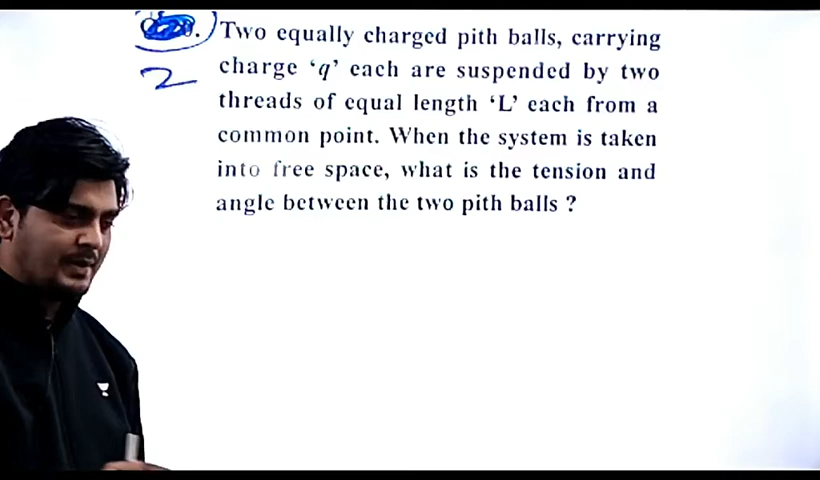 Two equally charged pith balls, carrying
2
charge ‘q’ each are suspended by two
threads of equal length ‘L’ each from a
common point. When the system is taken
into free space, what is the tension and
angle between the two pith balls ?